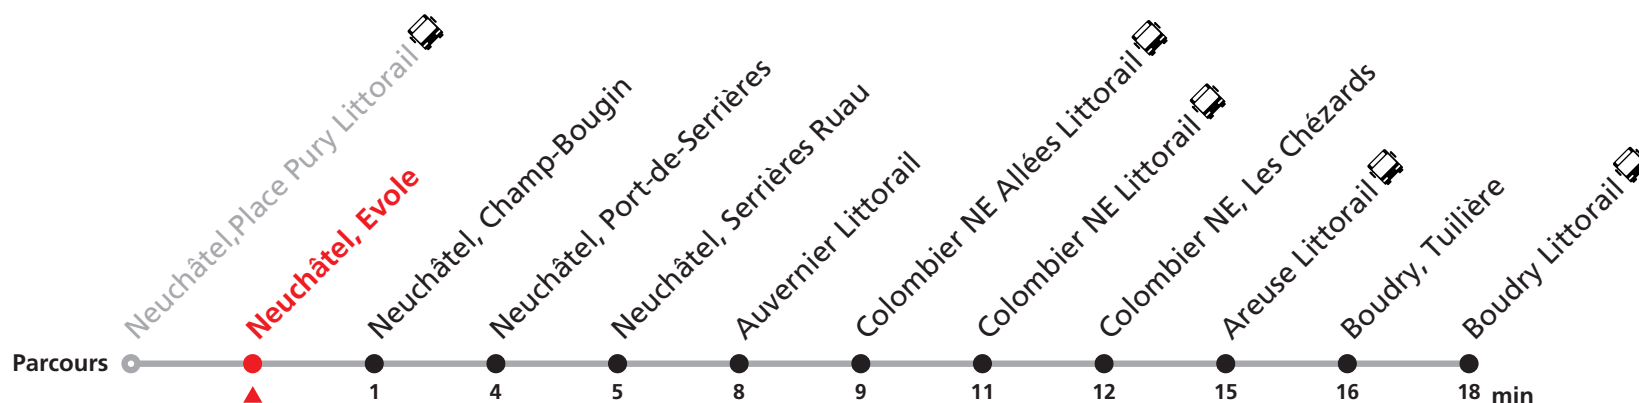 Neuchâtel,Place Pury Littorail
Neuchâtel, Evole
Neuchâtel, Champ-Bougin
Neuchâtel, Port-de-Serrières
Neuchâtel, Serrières Ruau
Auvernier Littorail
Colombier NE Allées Littorail
Colombier NE Littorail
Colombier NE, Les Chézards
Areuse Littorail
Boudry, Tuilière
Boudry Littorail
Parcours
1 4 5 8 9 11 12 15 16 18 min